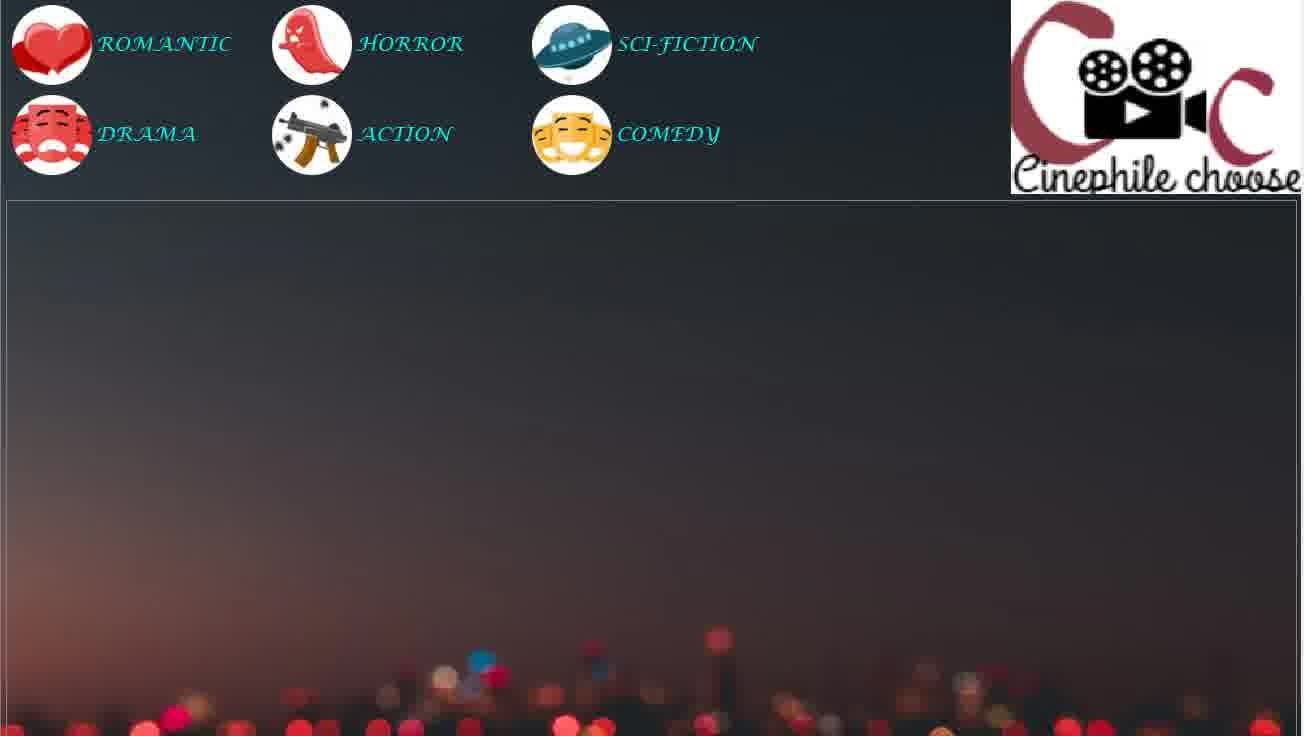 ROMANTIC
HORROR
SCI-FICTION
DRAMA
ACTION
COMEDY
C C
Cinephile choose